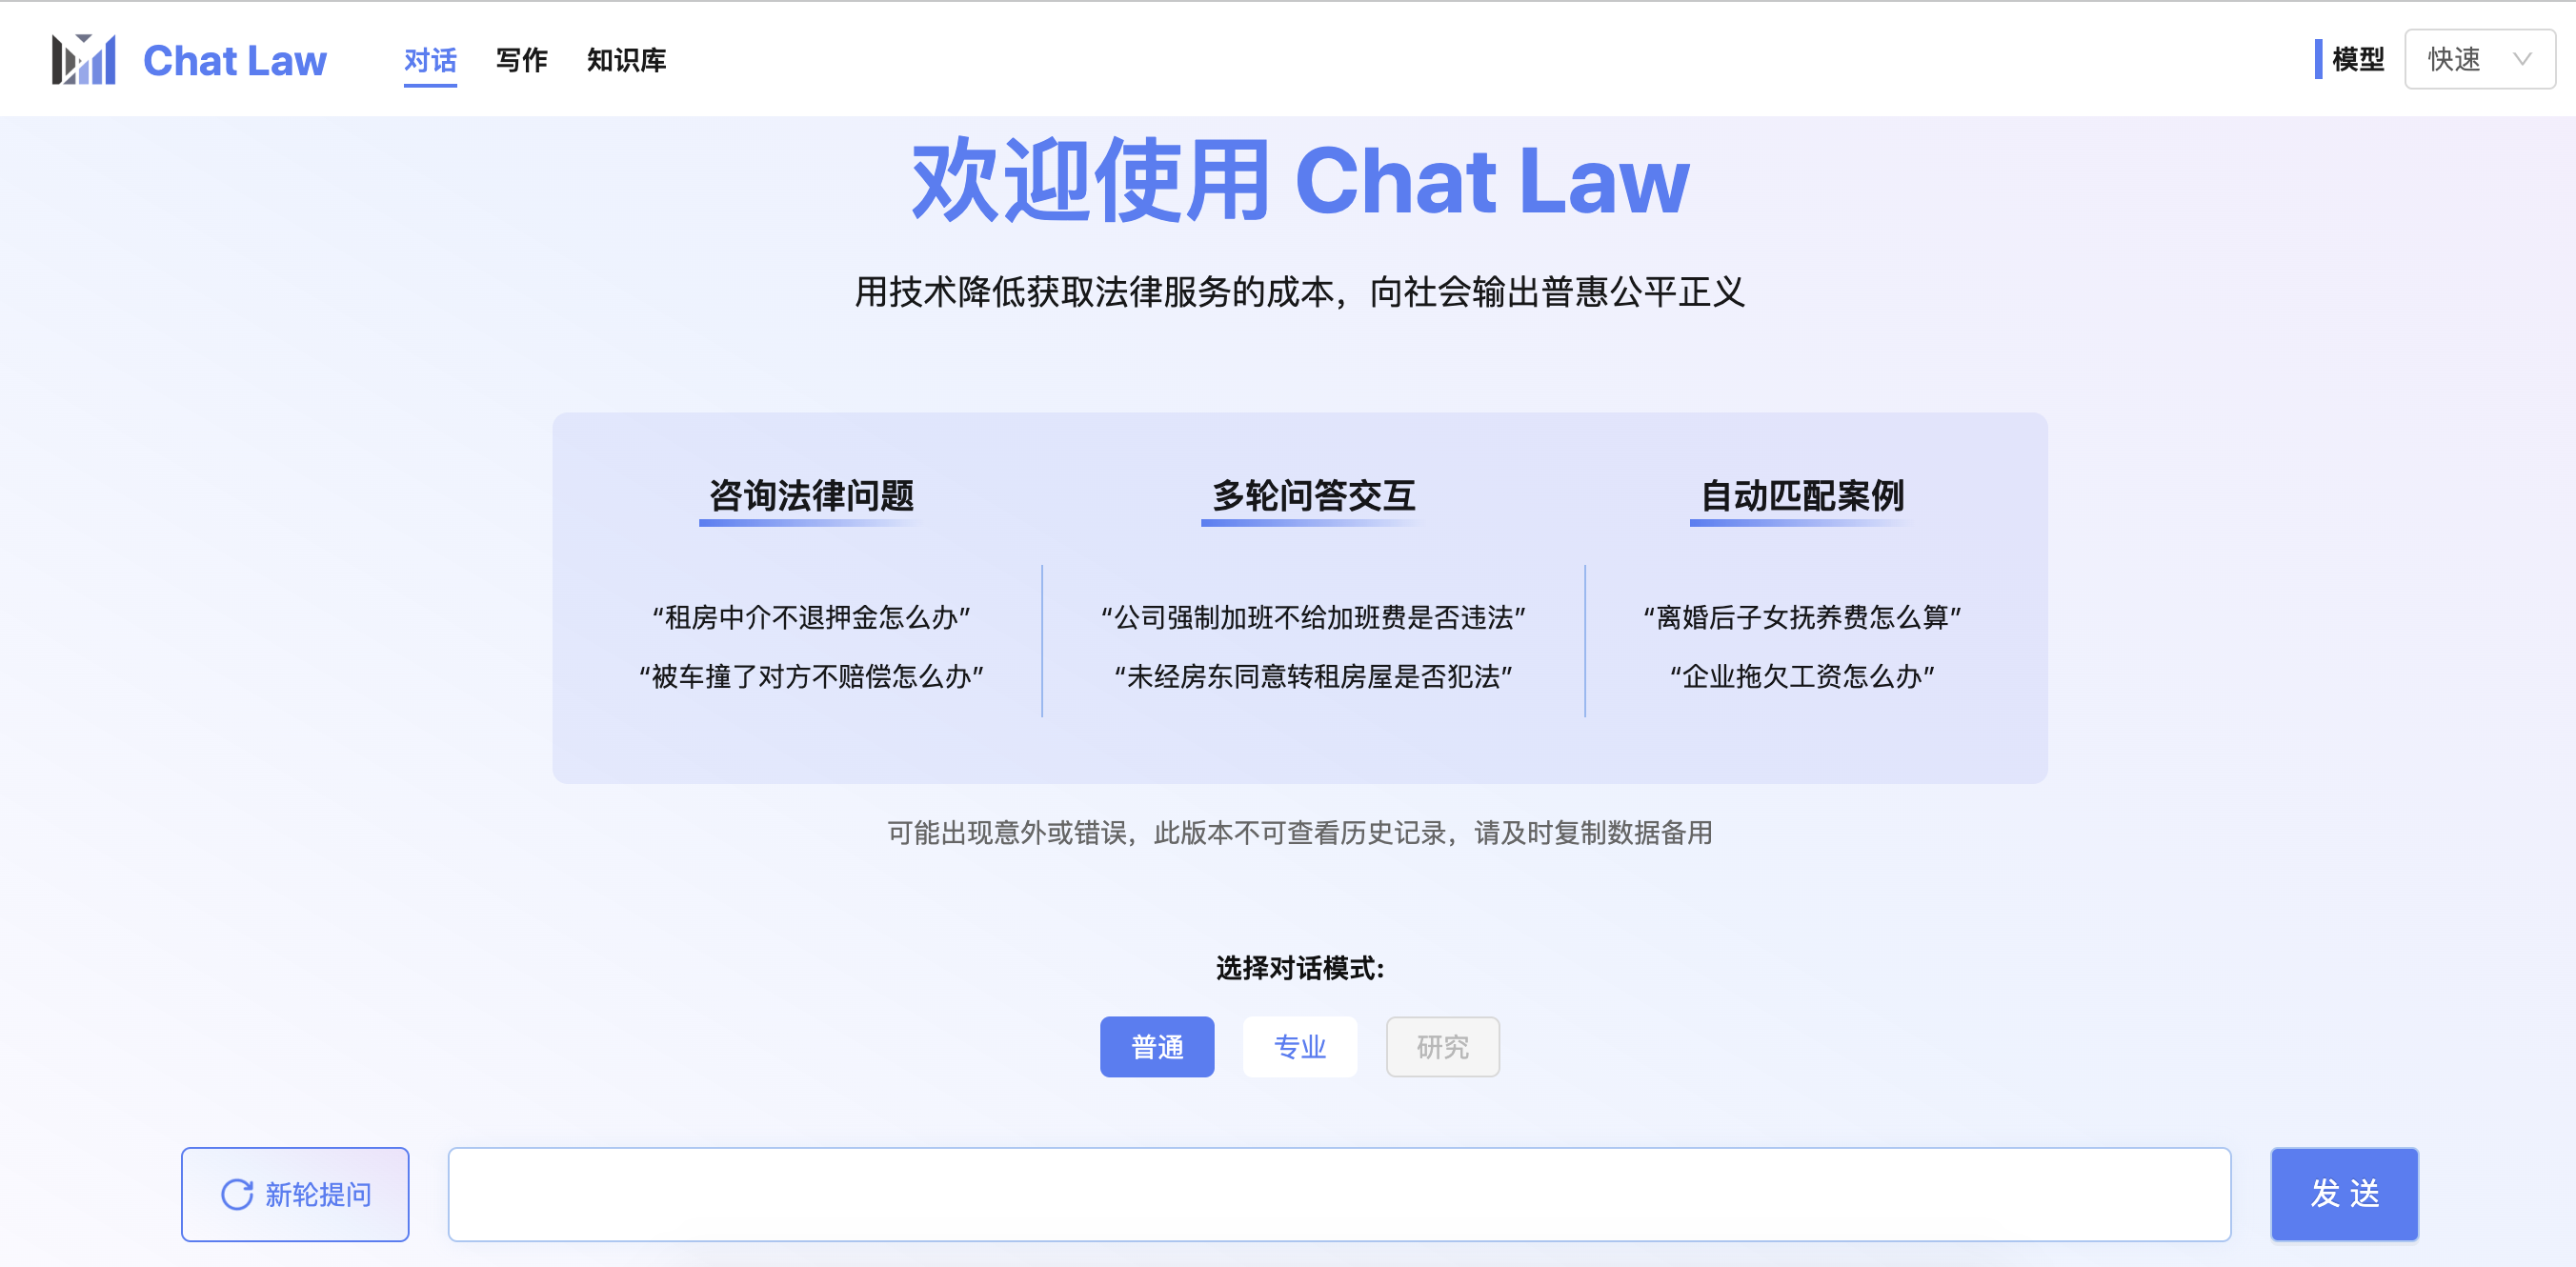 Chat Law 对话 写作 知识库 模型 快速
欢迎使用 Chat Law
用技术降低获取法律服务的成本，向社会输出普惠公平正义
咨询法律问题
“租房中介不退押金怎么办”
“被车撞了对方不赔偿怎么办”
多轮问答交互
“公司强制加班不给加班费是否违法”
“未经房东同意转租房屋是否犯法”
自动匹配案例
“离婚后子女抚养费怎么算”
“企业拖欠工资怎么办”
可能出现意外或错误，此版本不可查看历史记录，请及时复制数据备用
选择对话模式:
普通 专业 研究
新轮提问 发 送